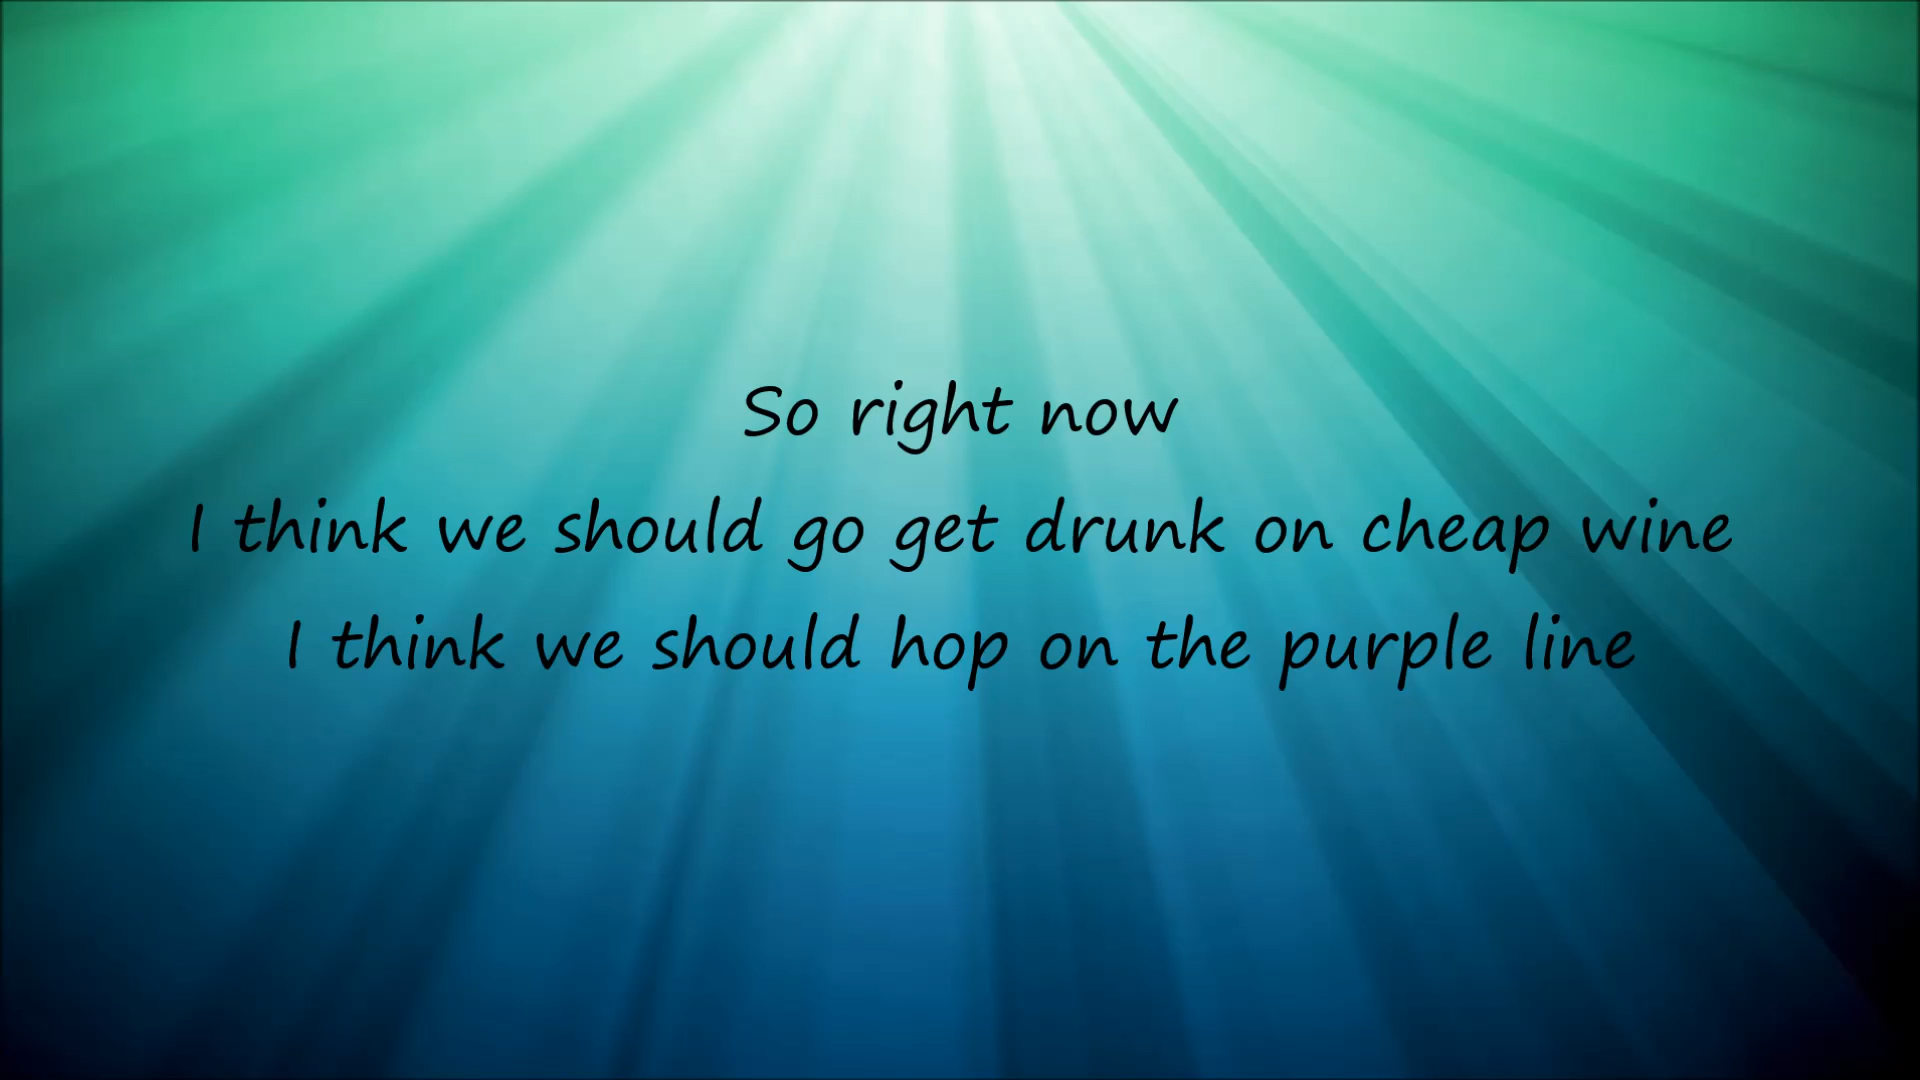 So right now
I think we should go get drunk on cheap wine
I think we should hop on the purple line